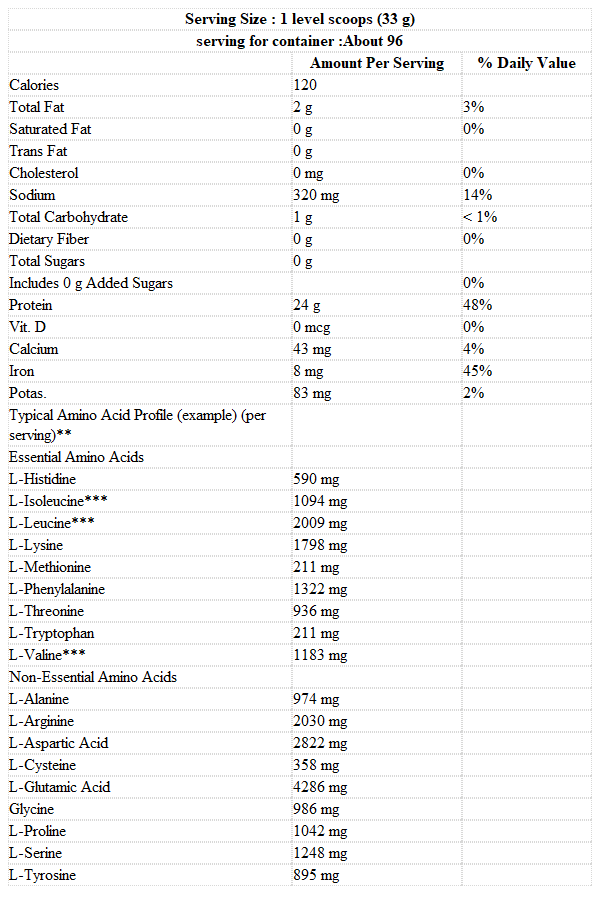 Serving Size : 1 level scoops (33 g)
serving for container :About 96
Amount Per Serving % Daily Value
Calories 120
Total Fat 2 g 3%
Saturated Fat 0 g 0%
Trans Fat 0 g
Cholesterol 0 mg 0%
Sodium 320 mg 14%
Total Carbohydrate 1 g < 1%
Dietary Fiber 0 g 0%
Total Sugars 0 g
Includes 0 g Added Sugars 0%
Protein 24 g 48%
Vit. D 0 mcg 0%
Calcium 43 mg 4%
Iron 8 mg 45%
Potas. 83 mg 2%
Typical Amino Acid Profile (example) (per
serving)**
Essential Amino Acids
L-Histidine 590 mg
L-Isoleucine*** 1094 mg
L-Leucine*** 2009 mg
L-Lysine 1798 mg
L-Methionine 211 mg
L-Phenylalanine 1322 mg
L-Threonine 936 mg
L-Tryptophan 211 mg
L-Valine*** 1183 mg
Non-Essential Amino Acids
L-Alanine 974 mg
L-Arginine 2030 mg
L-Aspartic Acid 2822 mg
L-Cysteine 358 mg
L-Glutamic Acid 4286 mg
Glycine 986 mg
L-Proline 1042 mg
L-Serine 1248 mg
L-Tyrosine 895 mg